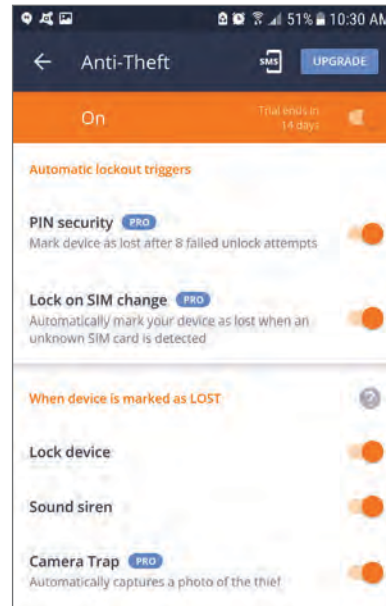 51% 10:30 AM
Anti-Theft SMS UPGRADE
On
Trial ends in
14 days
Automatic lockout triggers
PIN security PRO
Mark device as lost after 8 failed unlock attempts
Lock on SIM change PRO
Automatically mark your device as lost when an
unknown SIM card is detected
When device is marked as LOST ?
Lock device
Sound siren
Camera Trap PRO
Automatically captures a photo of the thief